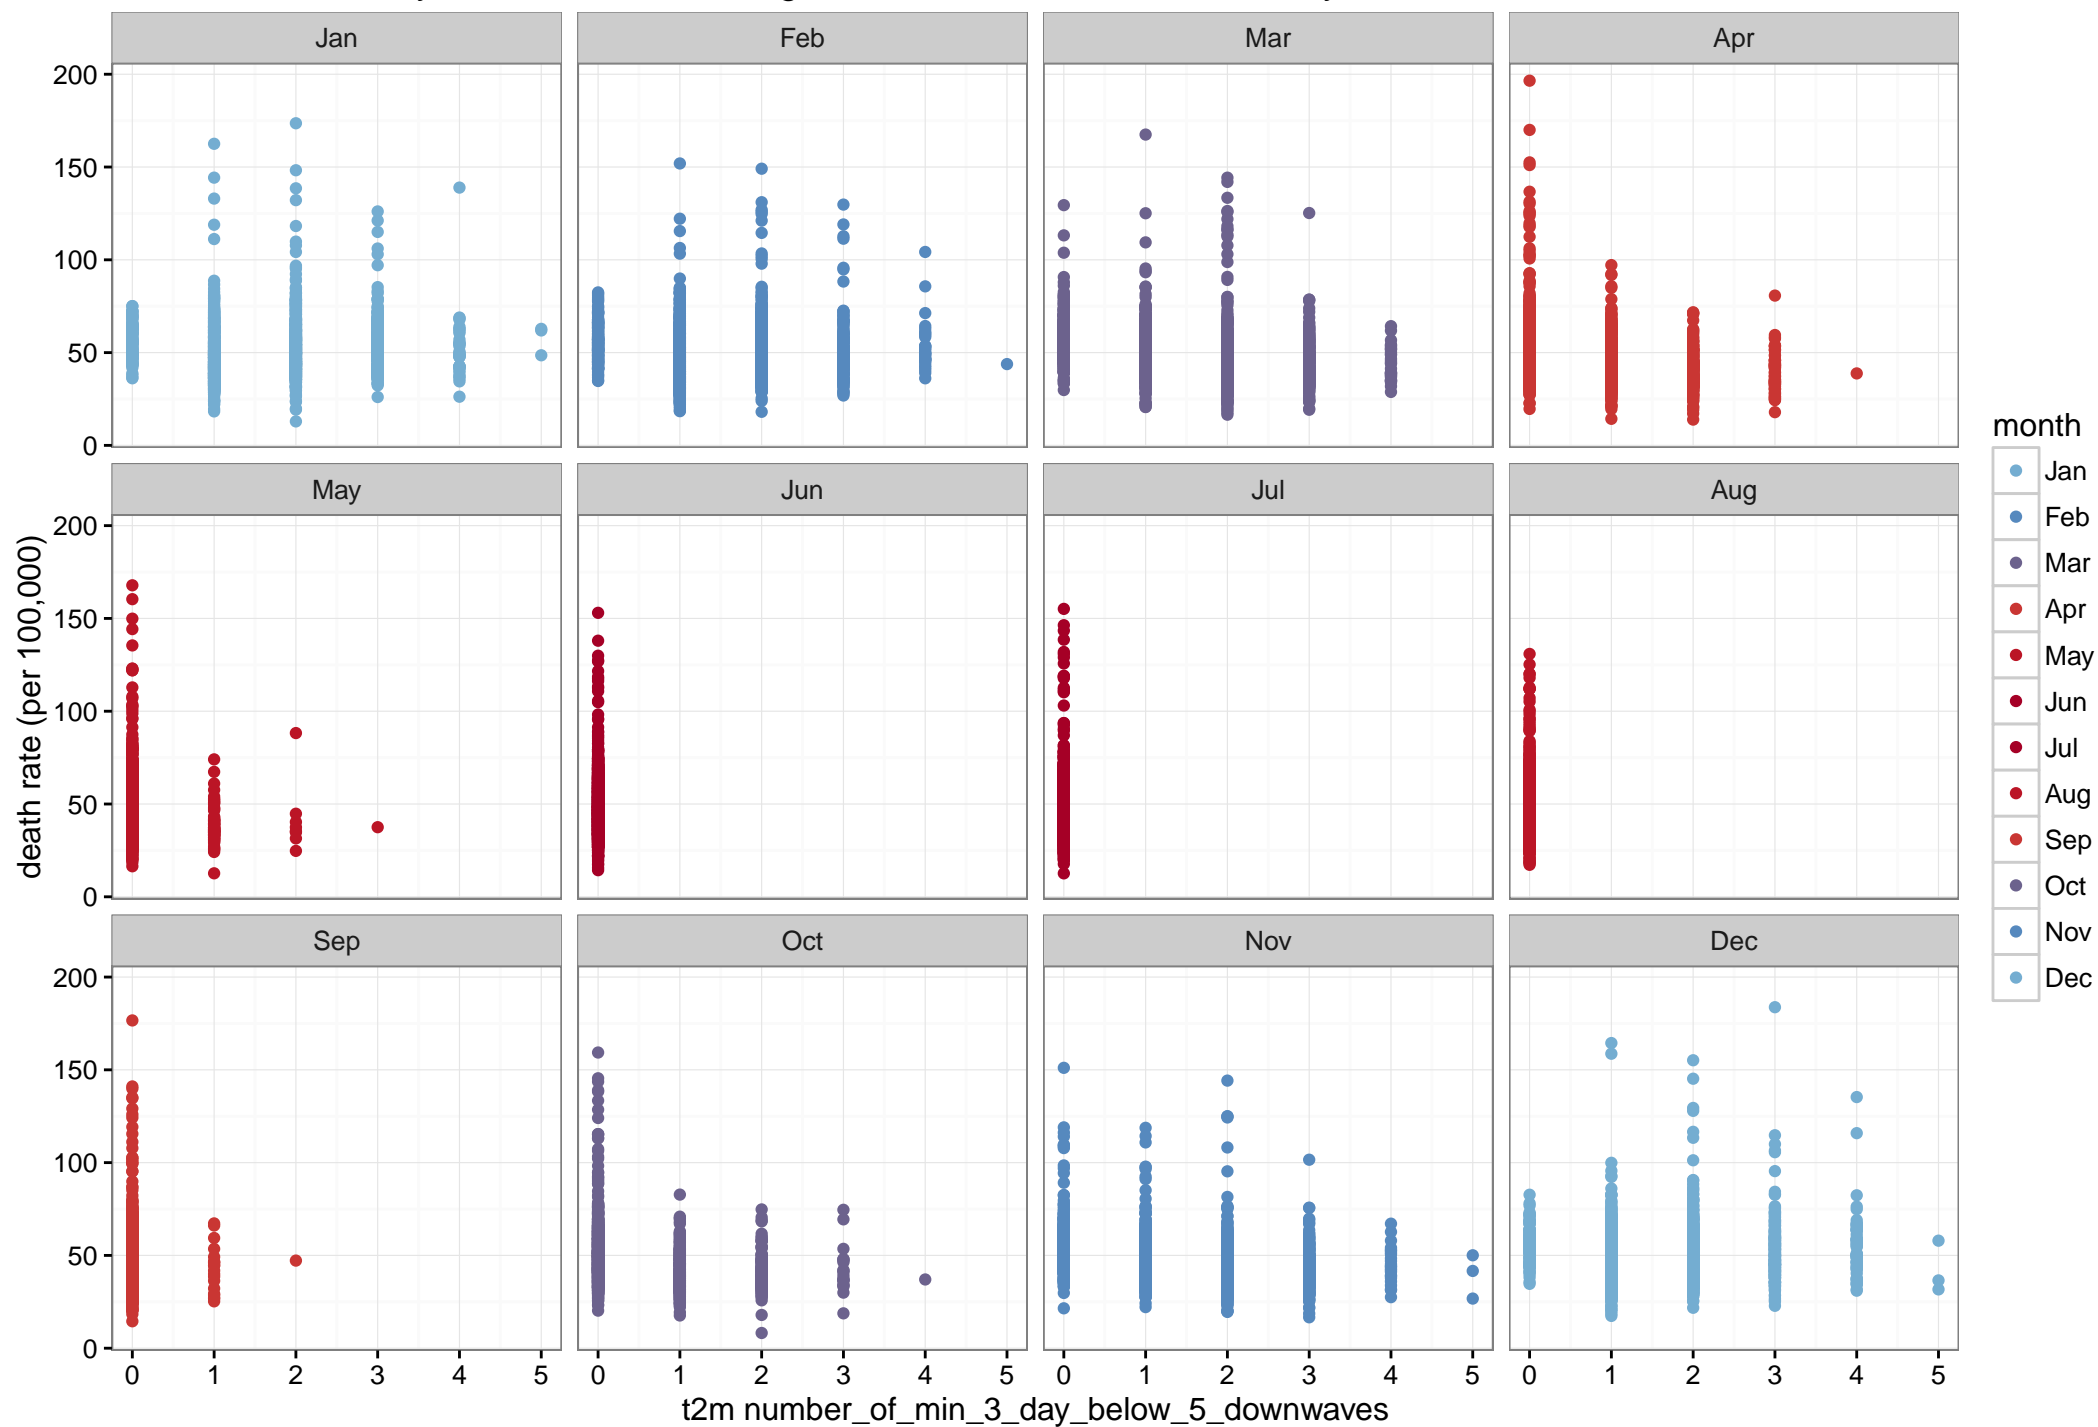 Jan Feb Mar Apr
200
150
100
50
0
May Jun Jul Aug
200
150
100
50
0
Sep Oct Nov Dec
200
150
100
50
0
0 1 2 3 4 5 0 1 2 3 4 5 0 1 2 3 4 5 0 1 2 3 4 5
t2m number_of_min_3_day_below_5_downwaves
death rate (per 100,000)
month
Jan
Feb
Mar
Apr
May
Jun
Jul
Aug
Sep
Oct
Nov
Dec